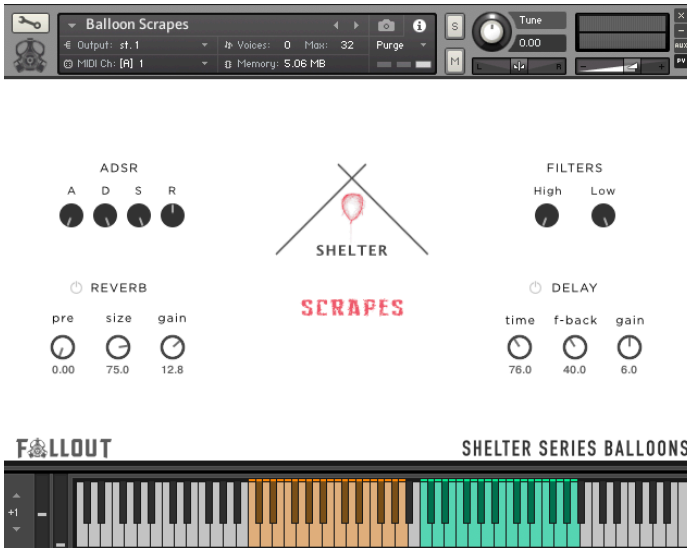 Balloon Scrapes
S
Tune
0.00
Output: st.1
Voices: 0 Max: 32
Purge
AUX
MIDI Ch: [A] 1
Memory: 5.06 MB
M
L R
- +
PV
ADSR
A D S R
FILTERS
High Low
SHELTER
SCRAPES
REVERB
pre size gain
0.00 75.0 12.8
DELAY
time f-back gain
76.0 40.0 6.0
FALLOUT
SHELTER SERIES BALLOONS
+1